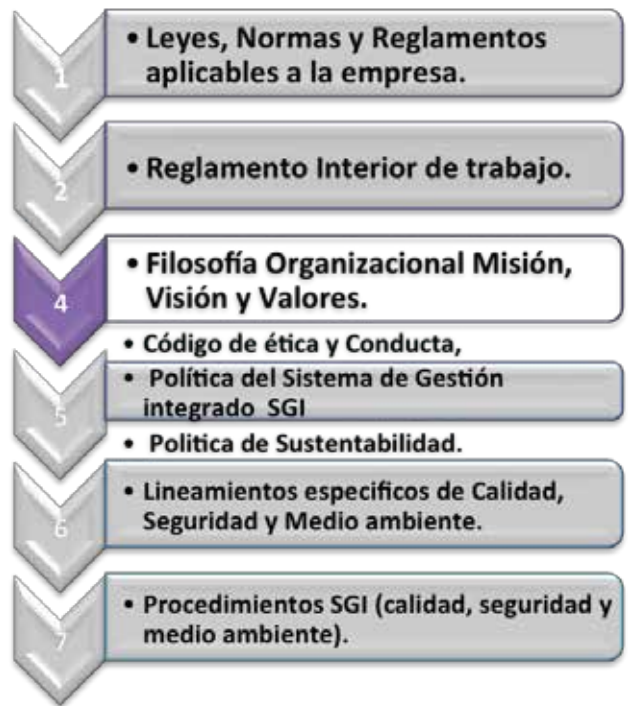 1
• Leyes, Normas y Reglamentos
aplicables a la empresa.
2
• Reglamento Interior de trabajo.
4
• Filosofía Organizacional Misión,
Visión y Valores.
• Código de ética y Conducta,
5
• Política del Sistema de Gestión
integrado SGI
• Politica de Sustentabilidad.
6
• Lineamientos especificos de Calidad,
Seguridad y Medio ambiente.
7
• Procedimientos SGI (calidad, seguridad y
medio ambiente).